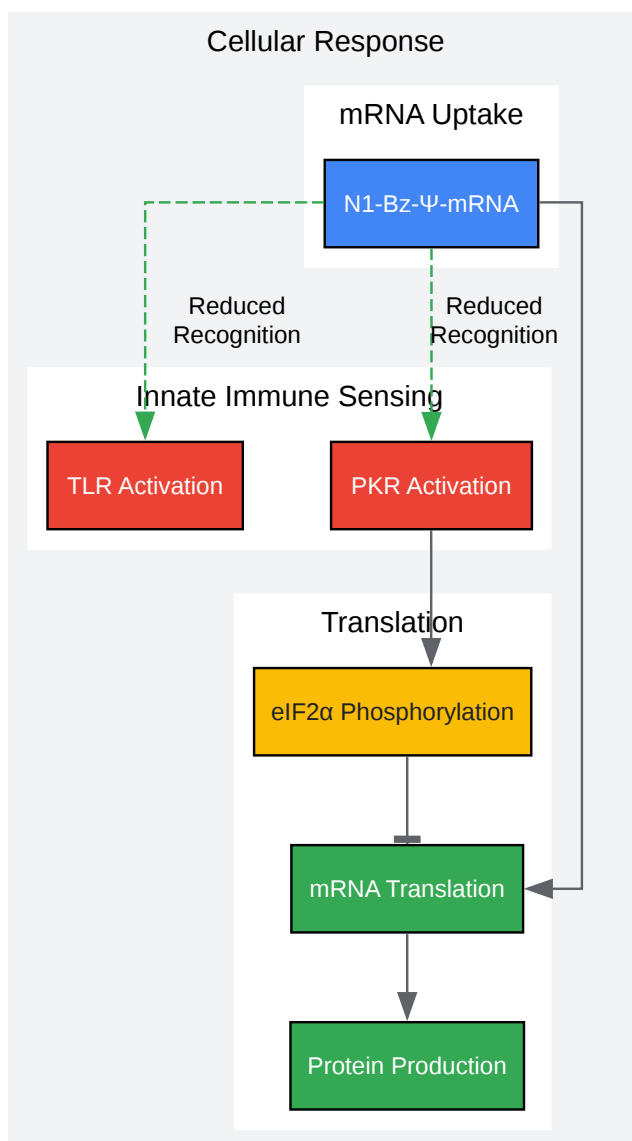 Cellular Response
mRNA Uptake
N1-Bz-Ψ-mRNA
Reduced
Recognition
Reduced
Recognition
Innate Immune Sensing
TLR Activation
PKR Activation
Translation
eIF2α Phosphorylation
mRNA Translation
Protein Production